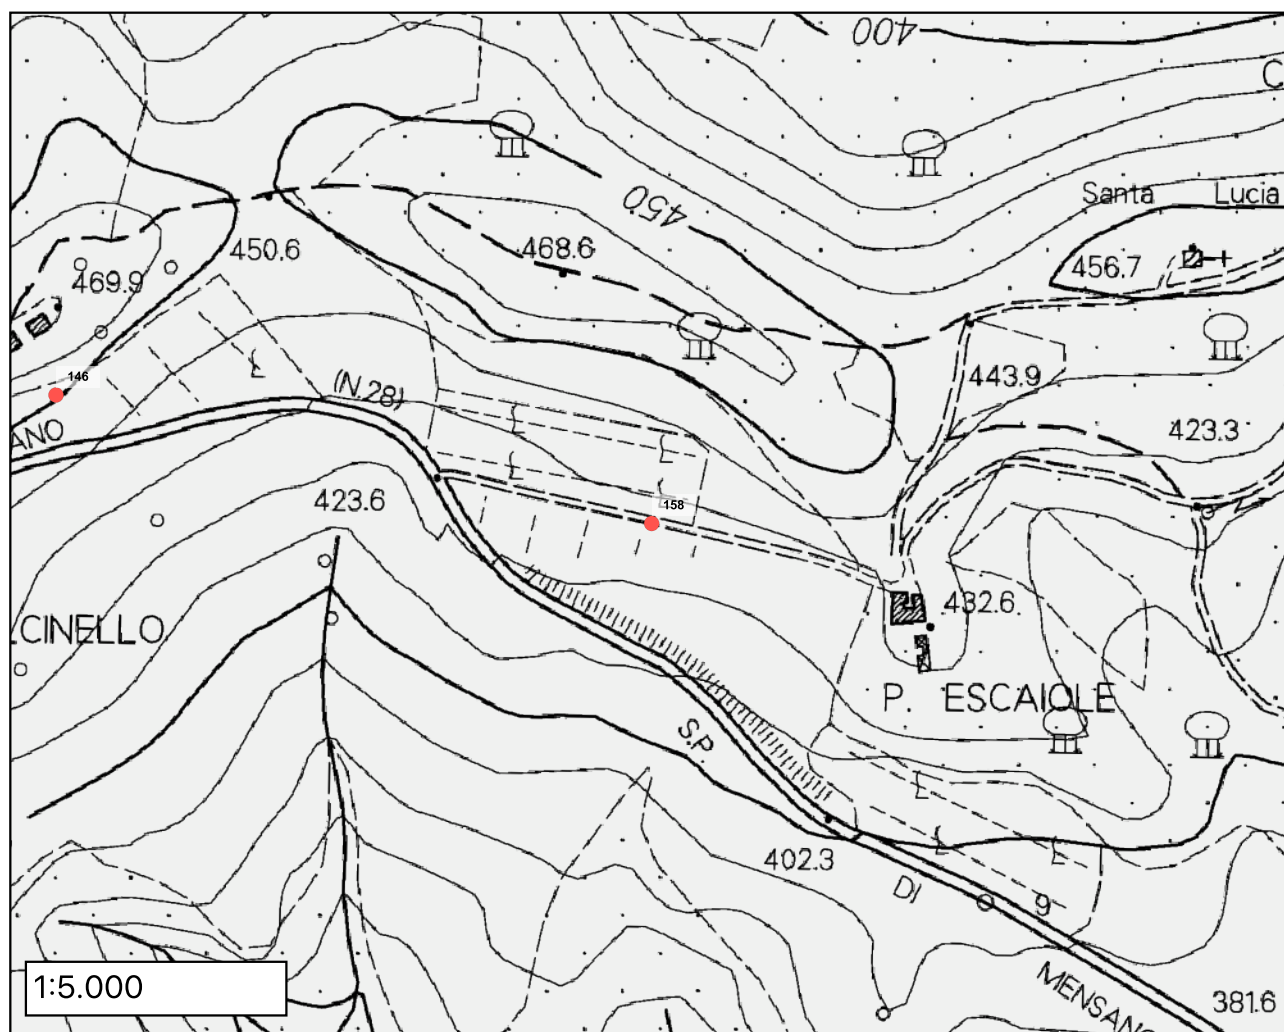 400
C
Santa Lucia
450
450.6
468.6
456.7
469.9
146
(N.28)
443.9
ANO
423.3
423.6
158
432.6
CINELLO
P. ESCAIOLE
S.P.
402.3
DI
9
MENSANO
381.6
1:5.000